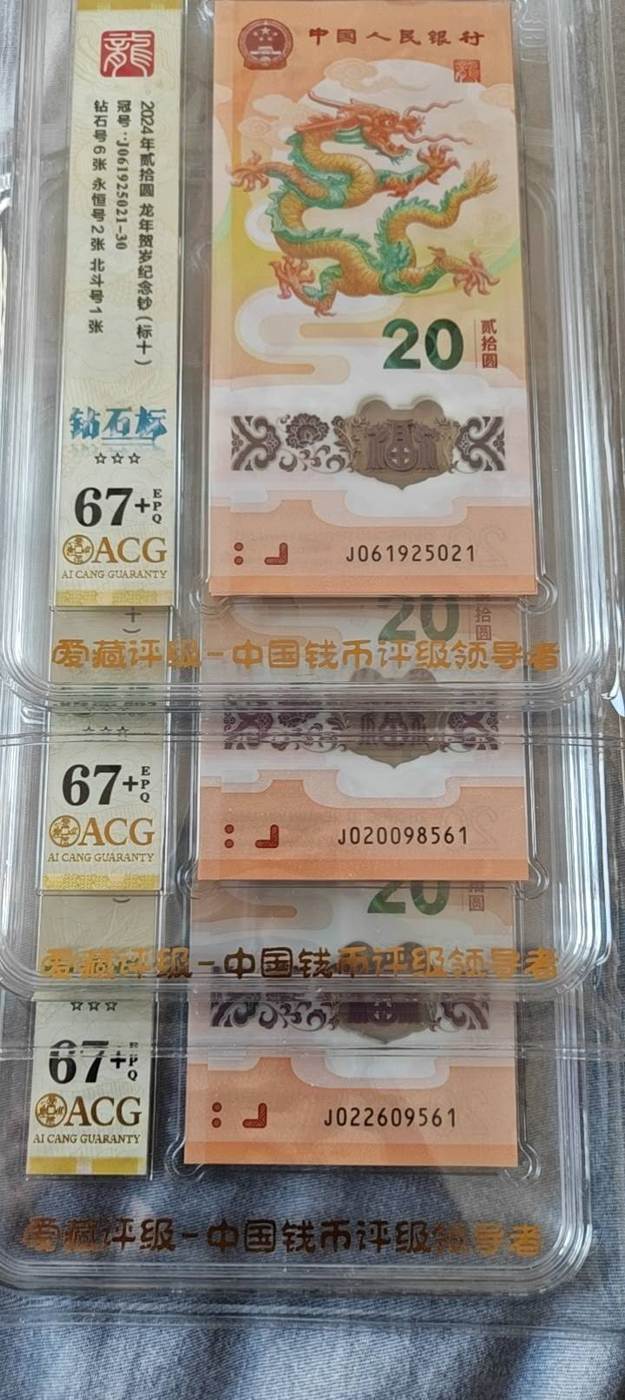 中国人民银行
龍
2024年贰拾圆 龙年贺岁纪念钞(标十)
冠号:J061925021-30
钻石号6张 永恒号2张 北斗号1张
钻石标
☆☆☆
67+EPQ
ACG
AI CANG GUARANTY
20
贰拾圆
J061925021
20
拾圆
爱藏评级-中国钱币评级领导者
67+EPQ
ACG
AI CANG GUARANTY
J020098561
20
爱藏评级-中国钱币评级领导者
☆☆☆
67+EPQ
ACG
AI CANG GUARANTY
J022609561
爱藏评级-中国钱币评级领导者